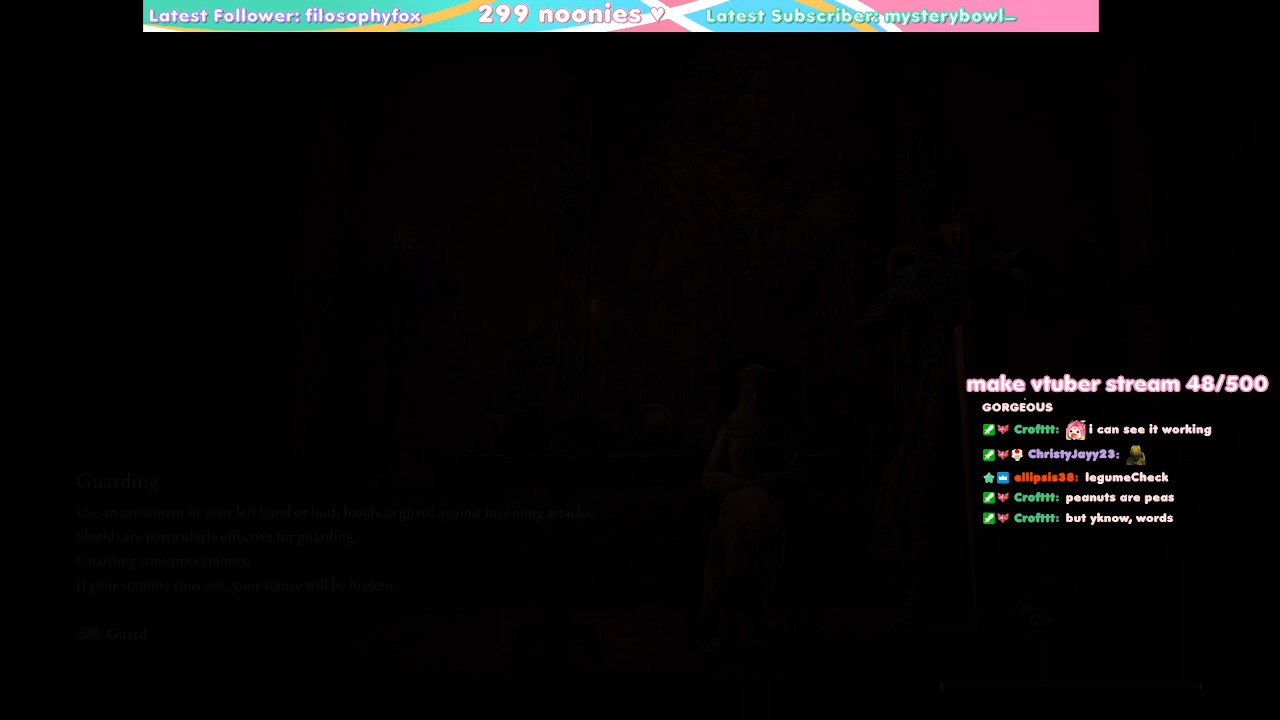 Latest Follower: filosophyfox
299 noonies ♥
Latest Subscriber: mysterybowl_
make vtuber stream 48/500
GORGEOUS
Crofttt: i can see it working
ChristyJayy23:
ellipsis38: legumeCheck
Crofttt: peanuts are peas
Crofttt: but yknow, words
Guarding
Use an armament in your left hand or both hands to guard against incoming attacks.
Shields are particularly effective for guarding.
Guarding consumes stamina.
If your stamina runs out, your stance will be broken.
: Guard